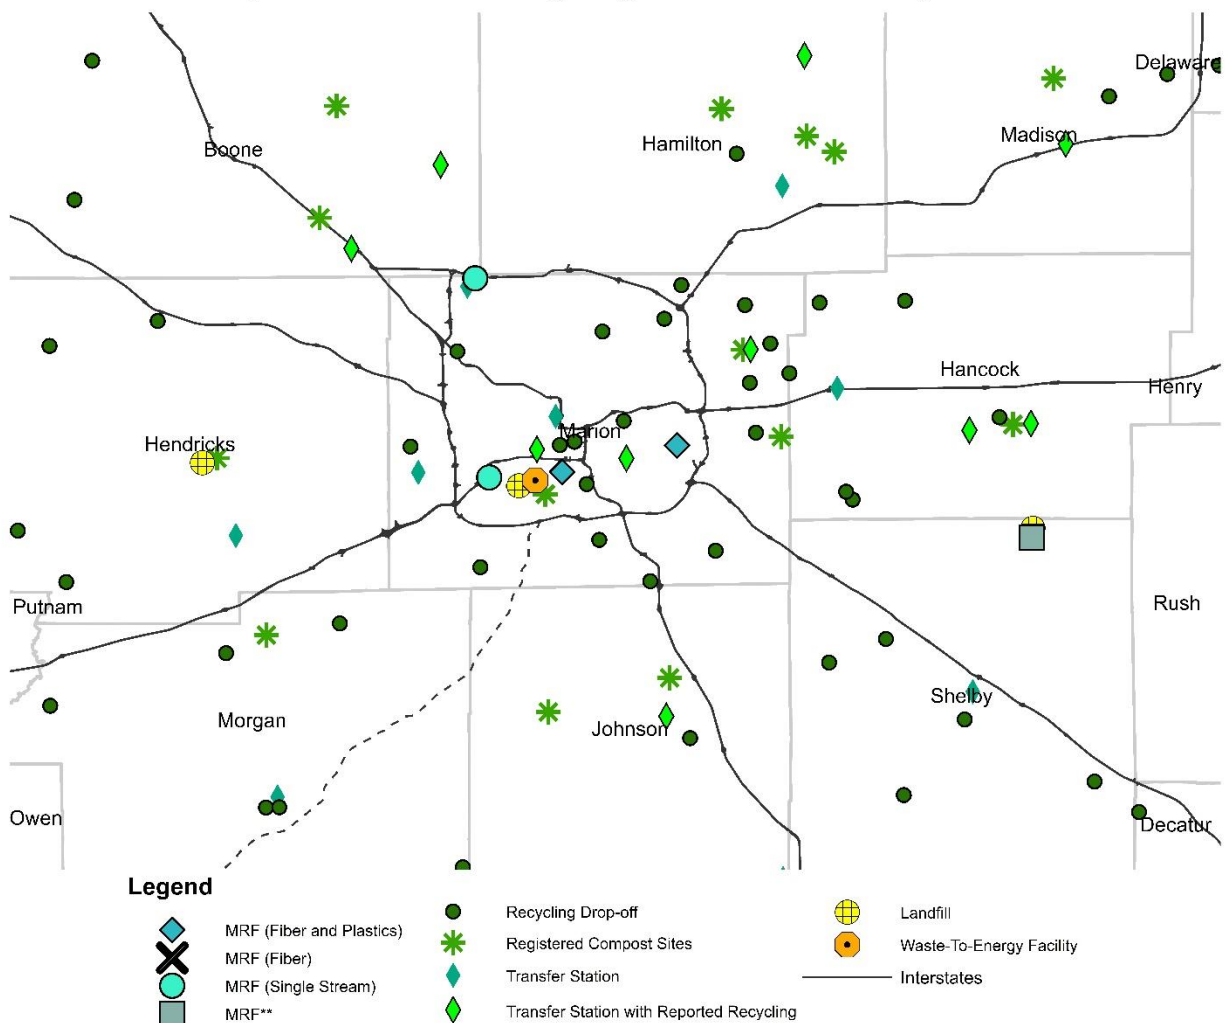 Delaware
Madison
Hamilton
Boone
Hancock
Henry
Marion
Hendricks
Rush
Putnam
Shelby
Morgan
Johnson
Owen
Decatur
Legend
MRF (Fiber and Plastics)
MRF (Fiber)
MRF (Single Stream)
MRF**
Recycling Drop-off
Registered Compost Sites
Transfer Station
Transfer Station with Reported Recycling
Landfill
Waste-To-Energy Facility
Interstates